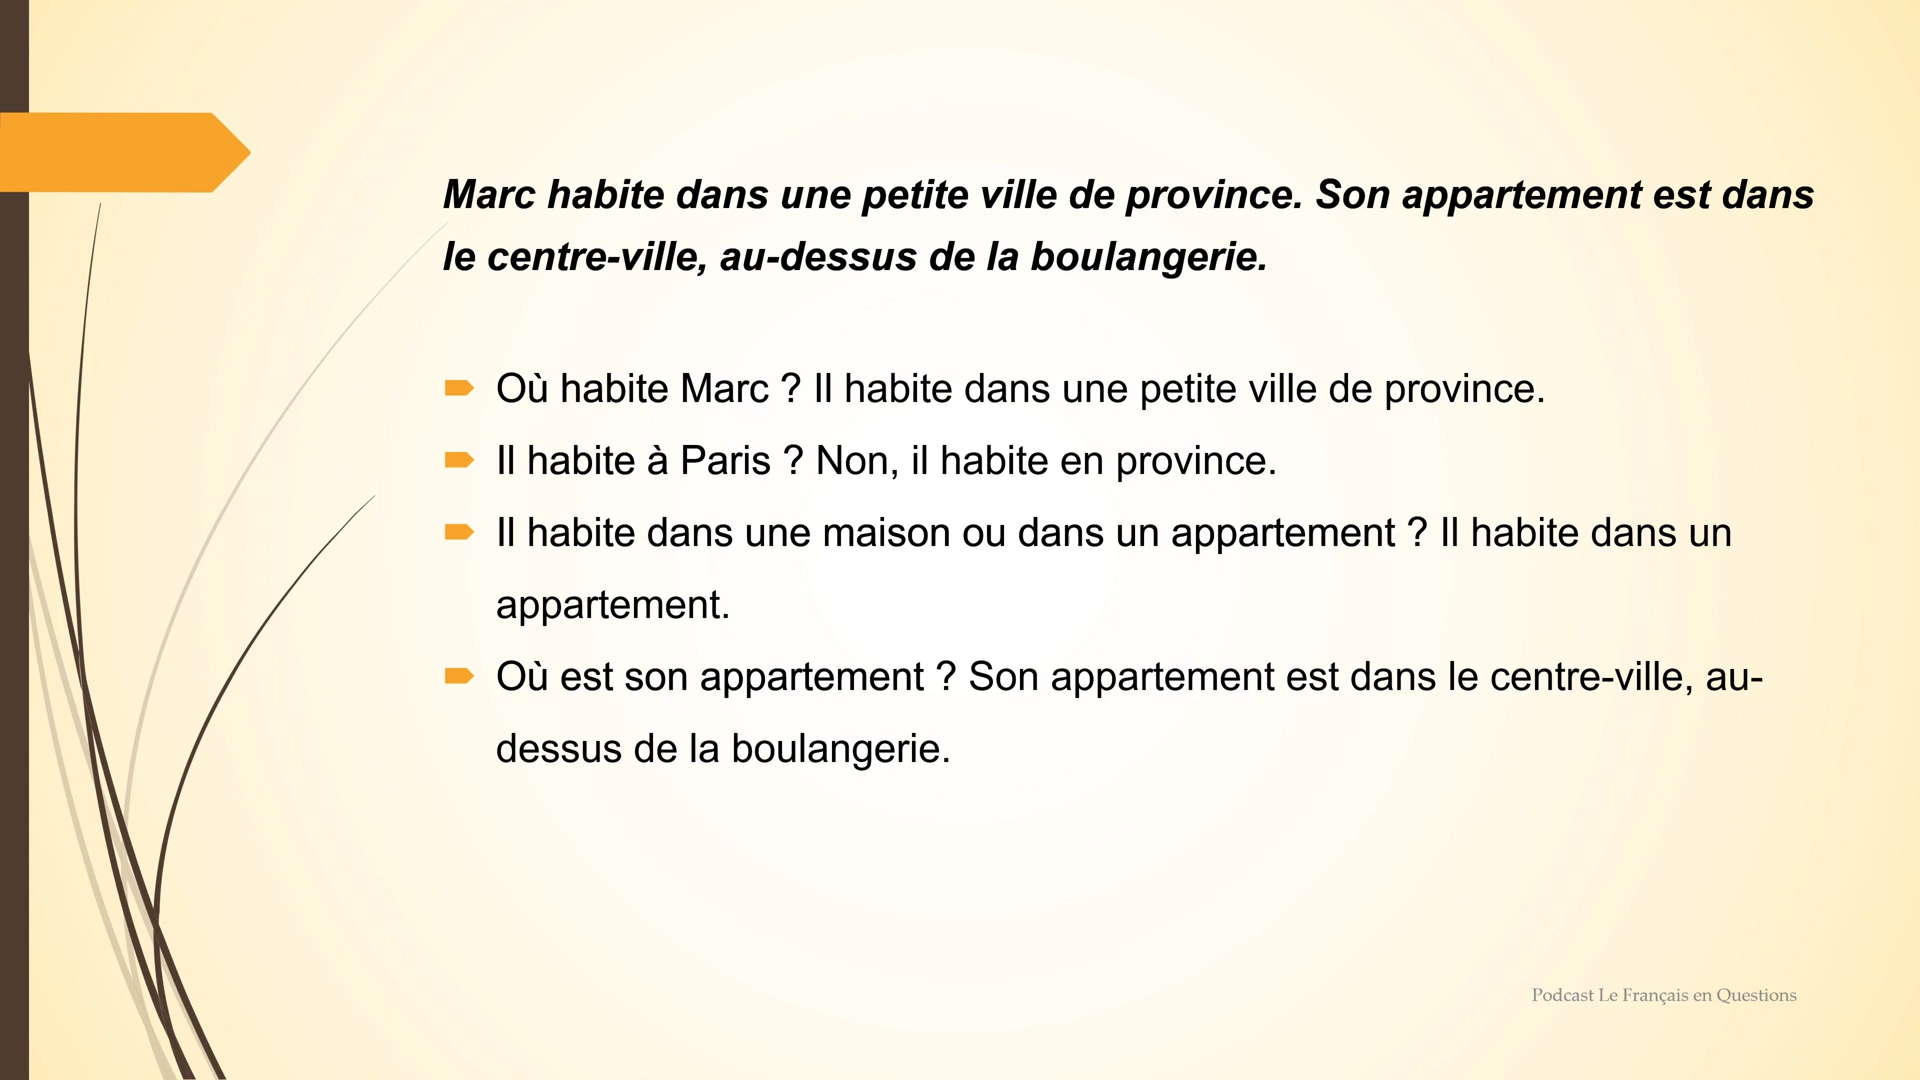 Marc habite dans une petite ville de province. Son appartement est dans
le centre-ville, au-dessus de la boulangerie.
Où habite Marc ? Il habite dans une petite ville de province.
Il habite à Paris ? Non, il habite en province.
Il habite dans une maison ou dans un appartement ? Il habite dans un
appartement.
Où est son appartement ? Son appartement est dans le centre-ville, au-
dessus de la boulangerie.
Podcast Le Français en Questions